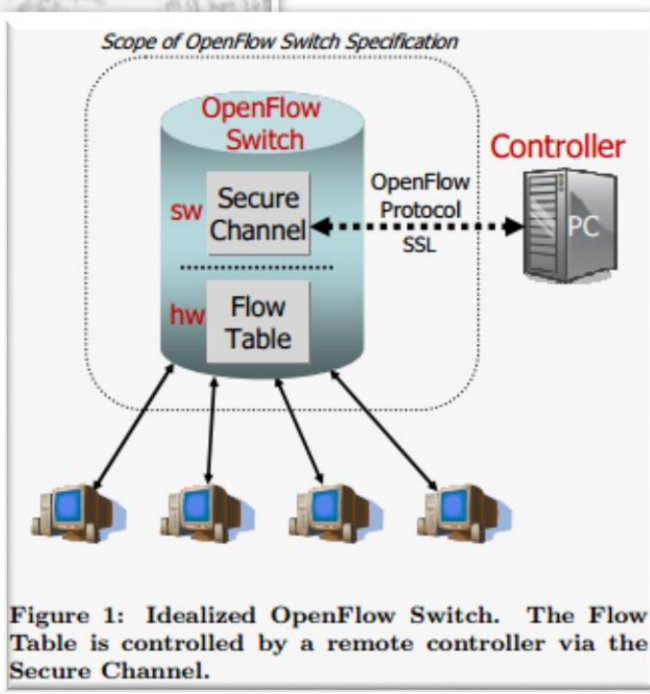 Scope of OpenFlow Switch Specification
OpenFlow
Switch
Controller
sw
Secure
Channel
OpenFlow
Protocol
SSL
PC
hw
Flow
Table
Figure 1: Idealized OpenFlow Switch. The Flow
Table is controlled by a remote controller via the
Secure Channel.